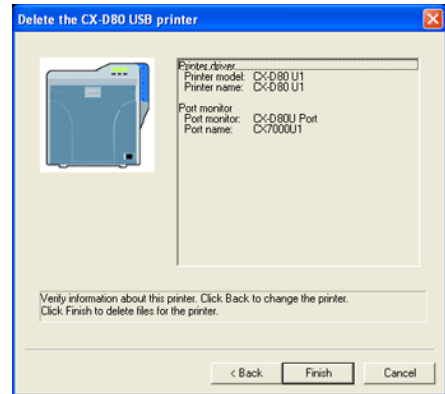 Delete the CX-D80 USB printer
Printer driver
Printer model: CX-D80 U1
Printer name: CX-D80 U1
Port monitor
Port monitor: CX-D80U Port
Port name: CX7000U1
Verify information about this printer. Click Back to change the printer.
Click Finish to delete files for the printer.
< Back Finish Cancel